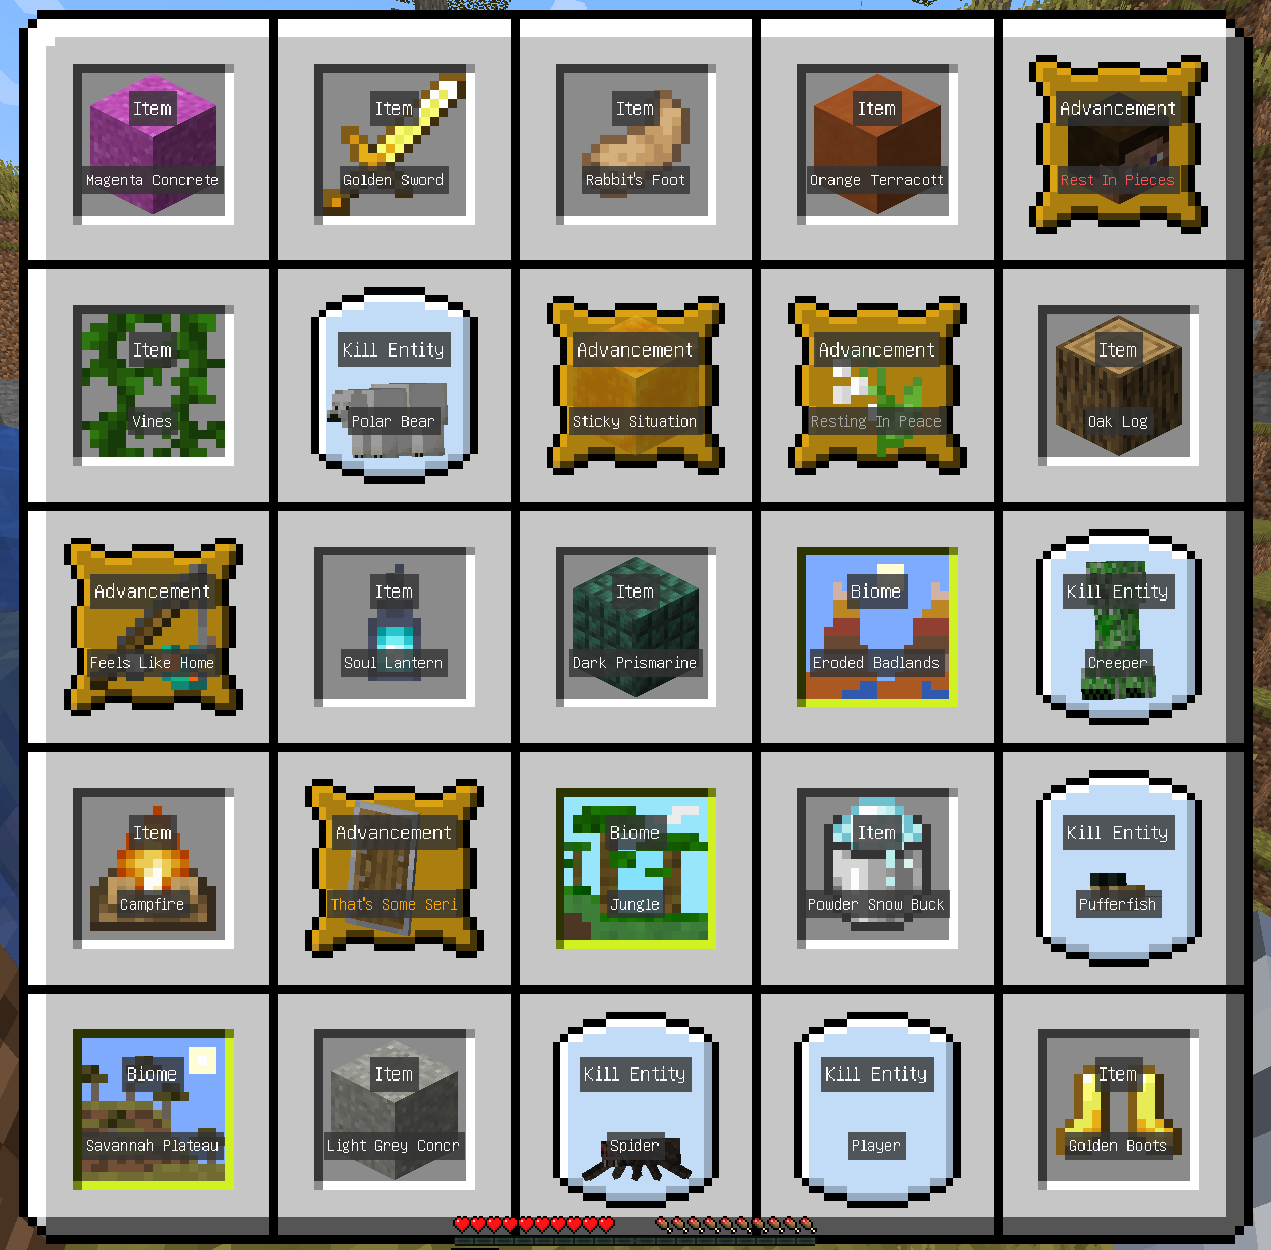 Item
Magenta Concrete
Item
Golden Sword
Item
Rabbit's Foot
Item
Orange Terracott
Advancement
Rest In Pieces
Item
Vines
Kill Entity
Polar Bear
Advancement
Sticky Situation
Advancement
Resting In Peace
Item
Oak Log
Advancement
Feels Like Home
Item
Soul Lantern
Item
Dark Prismarine
Biome
Eroded Badlands
Kill Entity
Creeper
Item
Campfire
Advancement
That's Some Seri
Biome
Jungle
Item
Powder Snow Buck
Kill Entity
Pufferfish
Biome
Savannah Plateau
Item
Light Grey Concr
Kill Entity
Spider
Kill Entity
Player
Item
Golden Boots